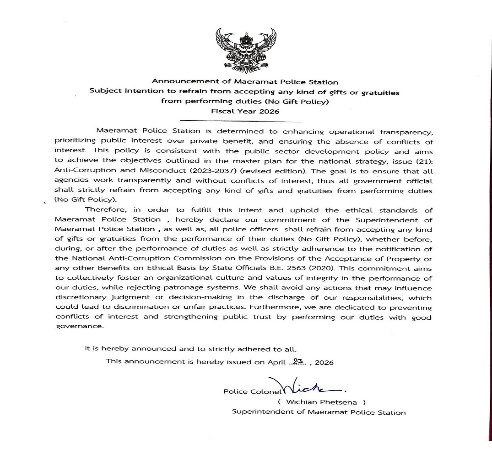 Announcement of Maeramat Police Station
Subject Intention to refrain from accepting any kind of gifts or gratuities
from performing duties (No Gift Policy)
Fiscal Year 2026
Maeramat Police Station is determined to enhancing operational transparency,
prioritizing public interest over private benefit, and ensuring the absence of conflicts of
interest. This policy is consistent with the public sector development policy and aims
to achieve the objectives outlined in the master plan for the national strategy, issue (21);
Anti-Corruption and Misconduct (2023-2037) (revised edition). The goal is to ensure that all
agencies work transparently and without conflicts of interest, thus all government official
shall strictly refrain from accepting any kind of gifts and gratuities from performing duties
(No Gift Policy).
Therefore, in order to fulfill this intent and uphold the ethical standards of
Maeramat Police Station , hereby declare our commitment of the Superintendent of
Maeramat Police Station , as well as, all police officers shall refrain from accepting any kind
of gifts or gratuities from the performance of their duties (No Gift Policy), whether before,
during, or after the performance of duties as well as strictly adherence to the notification of
the National Anti-Corruption Commission on the Provisions of the Acceptance of Property or
any other Benefits on Ethical Basis by State Officials B.E. 2563 (2020). This commitment aims
to collectively foster an organizational culture and values of integrity in the performance of
our duties, while rejecting patronage systems. We shall avoid any actions that may influence
discretionary judgment or decision-making in the discharge of our responsibilities, which
could lead to discrimination or unfair practices. Furthermore, we are dedicated to preventing
conflicts of interest and strengthening public trust by performing our duties with good
governance.
It is hereby announced and to strictly adhered to all.
This announcement is hereby issued on April ..23.. , 2026
Police Colonel
( Wichian Phetsena )
Superintendent of Maeramat Police Station